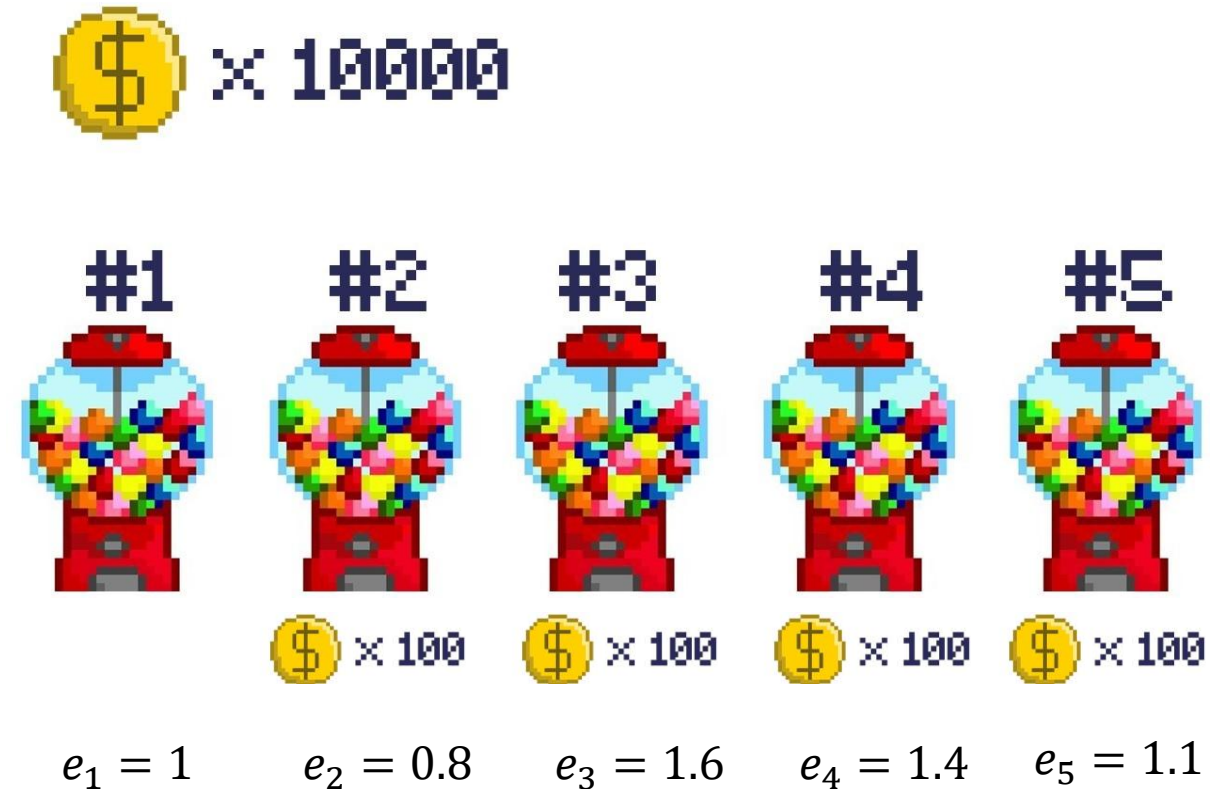 $ × 10000
#1 #2 #3 #4 #5
$ × 100 $ × 100 $ × 100 $ × 100
e₁ = 1 e₂ = 0.8 e₃ = 1.6 e₄ = 1.4 e₅ = 1.1